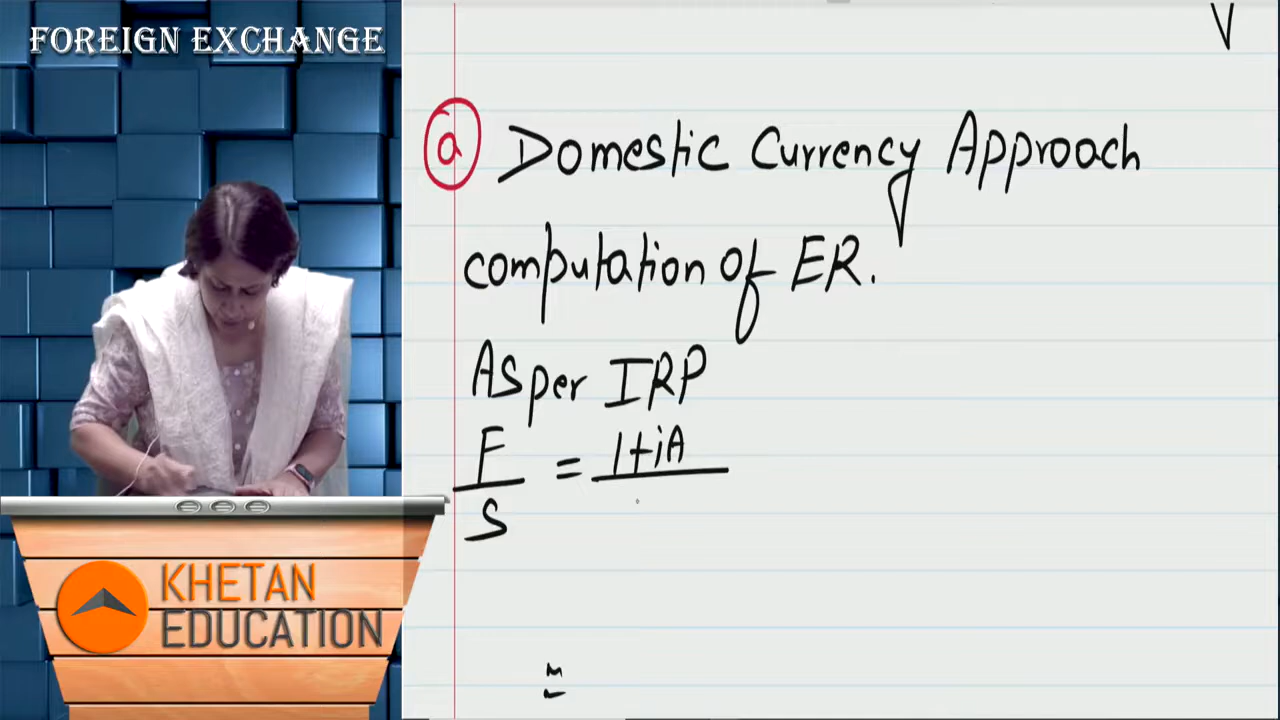 FOREIGN EXCHANGE
V
a Domestic Currency Approach
computation of ER.
As per IRP
F/S = 1+iA
=
KHETAN
EDUCATION